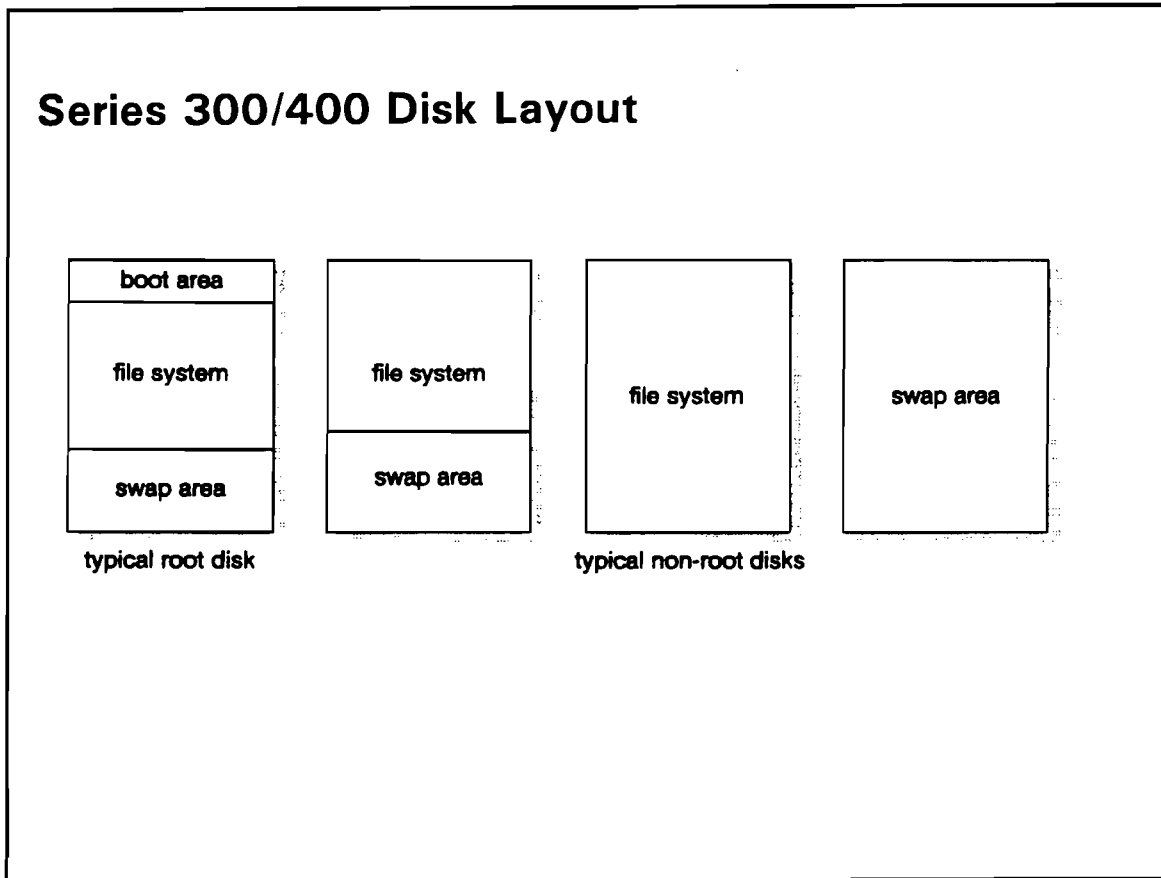 Series 300/400 Disk Layout
boot area
file system
swap area
typical root disk
file system
swap area
file system
typical non-root disks
swap area